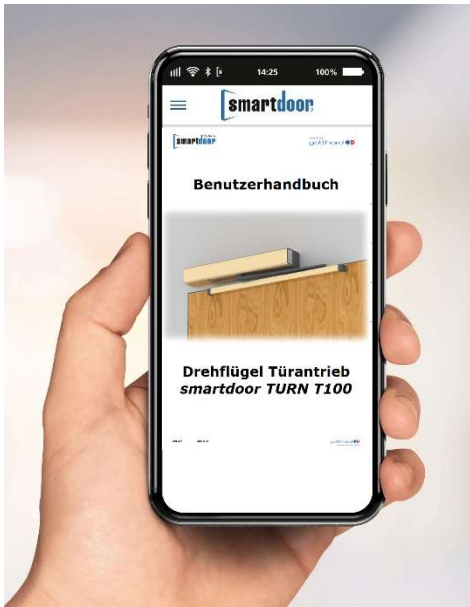 14:25
100%
smartdoor
smartdoor
Benutzerhandbuch
Drehflügel Türantrieb
smartdoor TURN T100